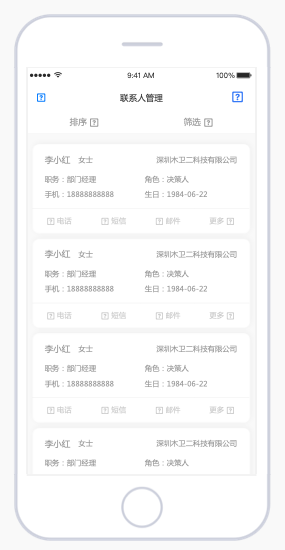 9:41 AM 100%
联系人管理
排序 筛选
李小红 女士 深圳木卫二科技有限公司
职务：部门经理 角色：决策人
手机：18888888888 生日：1984-06-22
电话 短信 邮件 更多
李小红 女士 深圳木卫二科技有限公司
职务：部门经理 角色：决策人
手机：18888888888 生日：1984-06-22
电话 短信 邮件 更多
李小红 女士 深圳木卫二科技有限公司
职务：部门经理 角色：决策人
手机：18888888888 生日：1984-06-22
电话 短信 邮件 更多
李小红 女士 深圳木卫二科技有限公司
职务：部门经理 角色：决策人